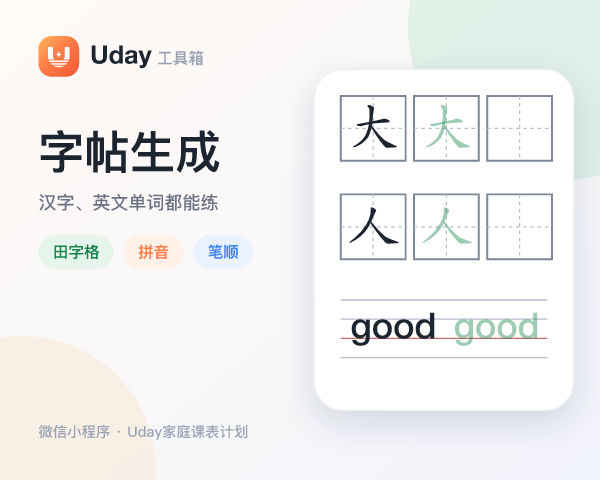 Uday 工具箱
字帖生成
汉字、英文单词都能练
田字格 拼音 笔顺
大 大
人 人
good good
微信小程序 · Uday家庭课表计划